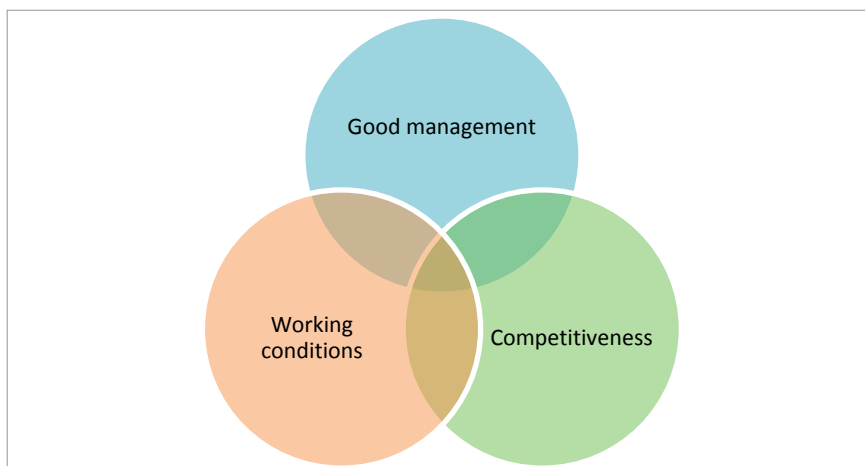 Good management
Working
conditions
Competitiveness